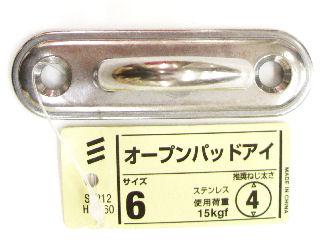 オープンパッドアイ
サイズ
6
ステンレス
使用荷重
15kgf
推奨ねじ太さ
4
MADE IN CHINA